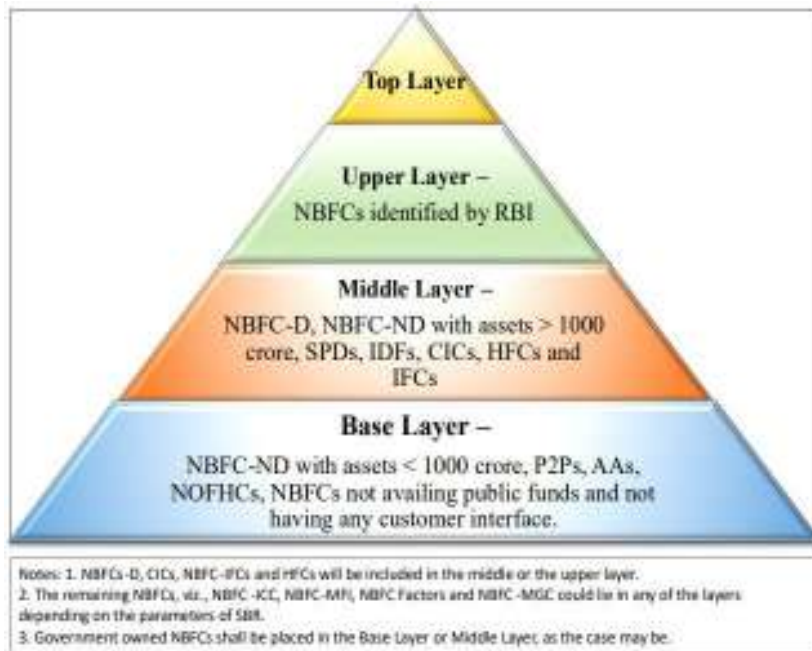 Top Layer
Upper Layer –
NBFCs identified by RBI
Middle Layer –
NBFC-D, NBFC-ND with assets > 1000
crore, SPDs, IDFs, CICs, HFCs and
IFCs
Base Layer –
NBFC-ND with assets < 1000 crore, P2Ps, AAs,
NOFHCs, NBFCs not availing public funds and not
having any customer interface.
Notes: 1. NBFCs-D, CICs, NBFC-IFCs and HFCs will be included in the middle or the upper layer.
2. The remaining NBFCs, viz., NBFC -ICC, NBFC-MFI, NBFC Factors and NBFC -MGC could lie in any of the layers
depending on the parameters of SBR.
3. Government owned NBFCs shall be placed in the Base Layer or Middle Layer, as the case may be.